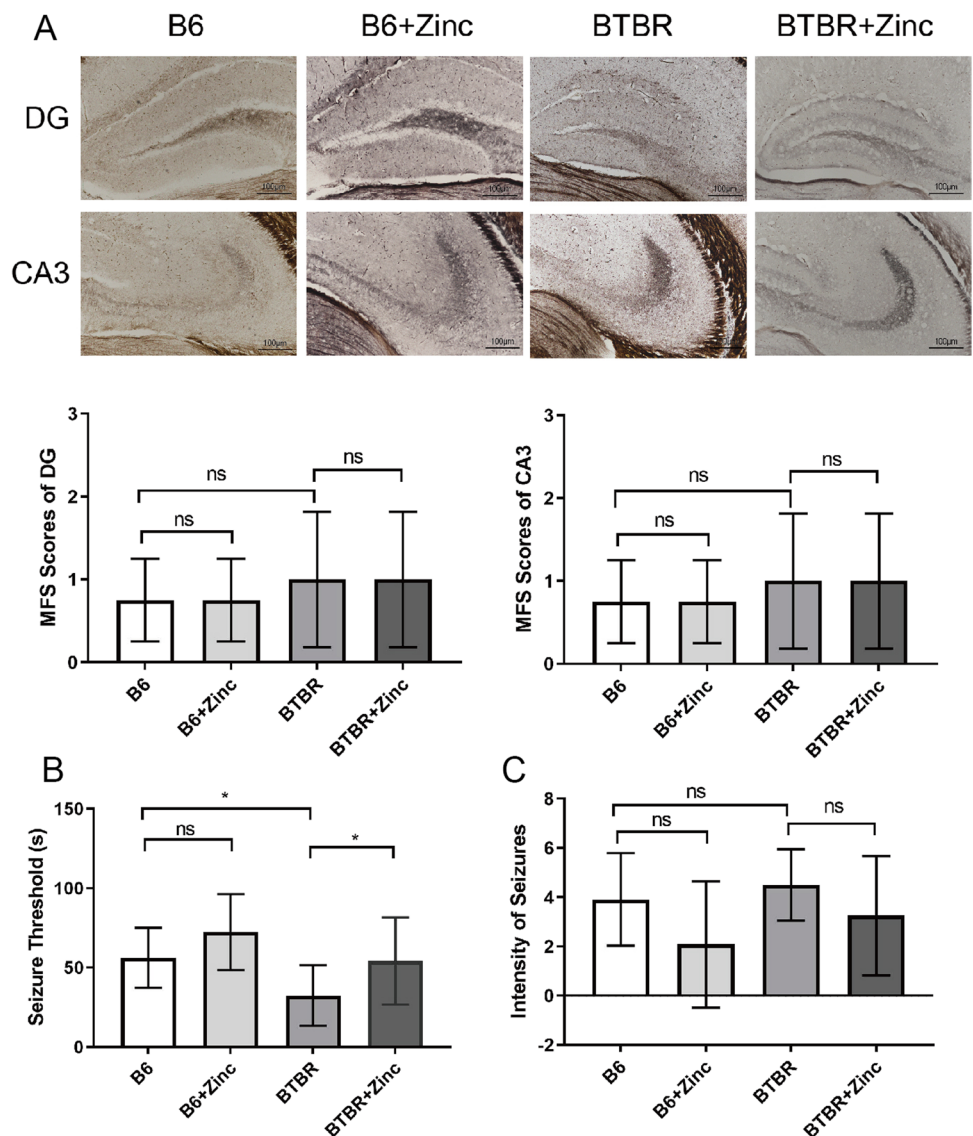 A
B6
B6+Zinc
BTBR
BTBR+Zinc
DG
100μm
100μm
100μm
100μm
CA3
100μm
100μm
100μm
100μm
MFS Scores of DG
3
2
1
0
ns
ns
ns
B6
B6+Zinc
BTBR
BTBR+Zinc
MFS Scores of CA3
3
2
1
0
ns
ns
ns
B6
B6+Zinc
BTBR
BTBR+Zinc
B
Seizure Threshold (s)
150
100
50
0
*
ns
*
B6
B6+Zinc
BTBR
BTBR+Zinc
C
Intensity of Seizures
8
6
4
2
0
-2
ns
ns
ns
B6
B6+Zinc
BTBR
BTBR+Zinc